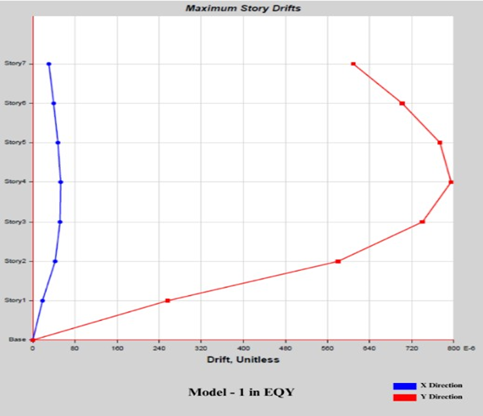 Maximum Story Drifts
Story7
Story6
Story5
Story4
Story3
Story2
Story1
Base
0 80 160 240 320 400 480 560 640 720 800 E-6
Drift, Unitless
Model - 1 in EQY
X Direction
Y Direction